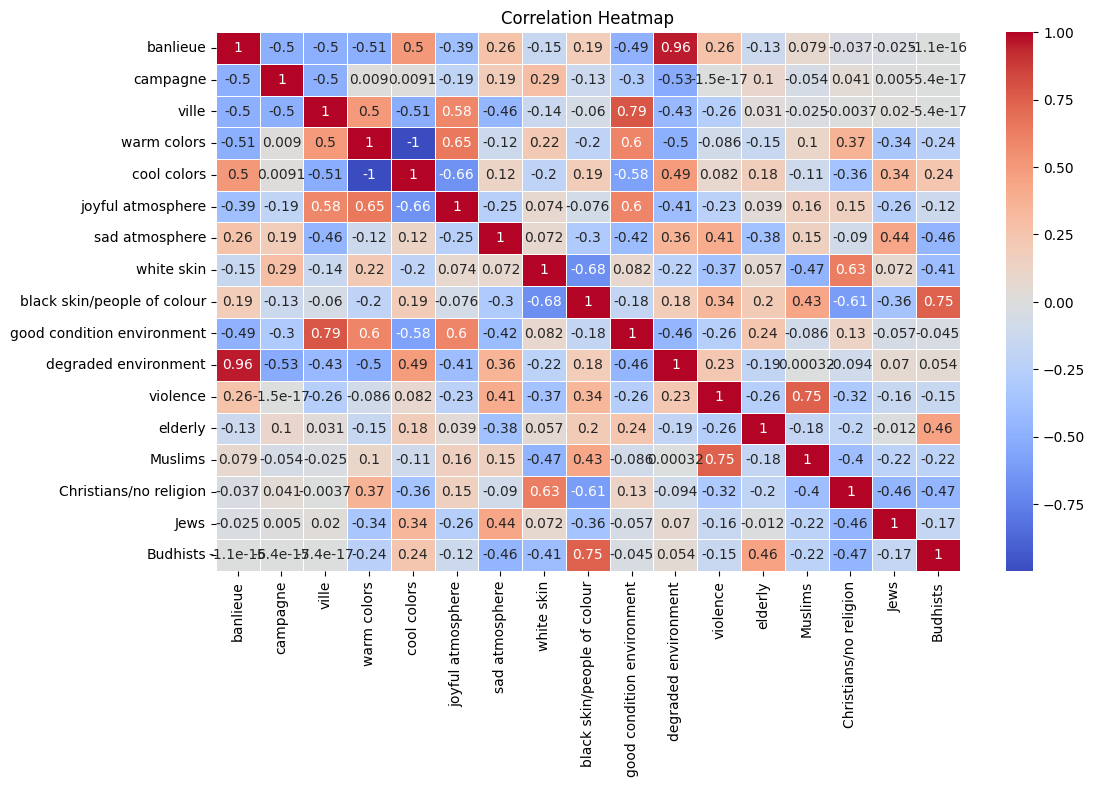 Correlation Heatmap
banlieue 1 -0.5 -0.5 -0.51 0.5 -0.39 0.26 -0.15 0.19 -0.49 0.96 0.26 -0.13 0.079 -0.037 -0.025 -1.1e-16
campagne -0.5 1 -0.5 0.009 0.0091 -0.19 0.19 0.29 -0.13 -0.3 -0.53 -1.5e-17 0.1 -0.054 0.041 0.005 -5.4e-17
ville -0.5 -0.5 1 0.5 -0.51 0.58 -0.46 -0.14 -0.06 0.79 -0.43 -0.26 0.031 -0.025 -0.0037 0.02 -5.4e-17
warm colors -0.51 0.009 0.5 1 -1 0.65 -0.12 0.22 -0.2 0.6 -0.5 -0.086 -0.15 0.1 0.37 -0.34 -0.24
cool colors 0.5 0.0091 -0.51 -1 1 -0.66 0.12 -0.2 0.19 -0.58 0.49 0.082 0.18 -0.11 -0.36 0.34 0.24
joyful atmosphere -0.39 -0.19 0.58 0.65 -0.66 1 -0.25 0.074 -0.076 0.6 -0.41 -0.23 0.039 0.16 0.15 -0.26 -0.12
sad atmosphere 0.26 0.19 -0.46 -0.12 0.12 -0.25 1 0.072 -0.3 -0.42 0.36 0.41 -0.38 0.15 -0.09 0.44 -0.46
white skin -0.15 0.29 -0.14 0.22 -0.2 0.074 0.072 1 -0.68 0.082 -0.22 -0.37 0.057 -0.47 0.63 0.072 -0.41
black skin/people of colour 0.19 -0.13 -0.06 -0.2 0.19 -0.076 -0.3 -0.68 1 -0.18 0.18 0.34 0.2 0.43 -0.61 -0.36 0.75
good condition environment -0.49 -0.3 0.79 0.6 -0.58 0.6 -0.42 0.082 -0.18 1 -0.46 -0.26 0.24 -0.086 0.13 -0.057 -0.045
degraded environment 0.96 -0.53 -0.43 -0.5 0.49 -0.41 0.36 -0.22 0.18 -0.46 1 0.23 -0.19 0.00032 -0.094 0.07 0.054
violence 0.26 -1.5e-17 -0.26 -0.086 0.082 -0.23 0.41 -0.37 0.34 -0.26 0.23 1 -0.26 0.75 -0.32 -0.16 -0.15
elderly -0.13 0.1 0.031 -0.15 0.18 0.039 -0.38 0.057 0.2 0.24 -0.19 -0.26 1 -0.18 -0.2 -0.012 0.46
Muslims 0.079 -0.054 -0.025 0.1 -0.11 0.16 0.15 -0.47 0.43 -0.086 0.00032 0.75 -0.18 1 -0.4 -0.22 -0.22
Christians/no religion -0.037 0.041 -0.0037 0.37 -0.36 0.15 -0.09 0.63 -0.61 0.13 -0.094 -0.32 -0.2 -0.4 1 -0.46 -0.47
Jews -0.025 0.005 0.02 -0.34 0.34 -0.26 0.44 0.072 -0.36 -0.057 0.07 -0.16 -0.012 -0.22 -0.46 1 -0.17
Budhists -0.24 0.24 -0.12 -0.46 -0.41 0.75 -0.045 0.054 -0.15 0.46 -0.22 -0.47 -0.17 1
banlieue campagne ville warm colors cool colors joyful atmosphere sad atmosphere white skin black skin/people of colour good condition environment degraded environment violence elderly Muslims Christians/no religion Jews Budhists
1.00
0.75
0.50
0.25
0.00
−0.25
−0.50
−0.75